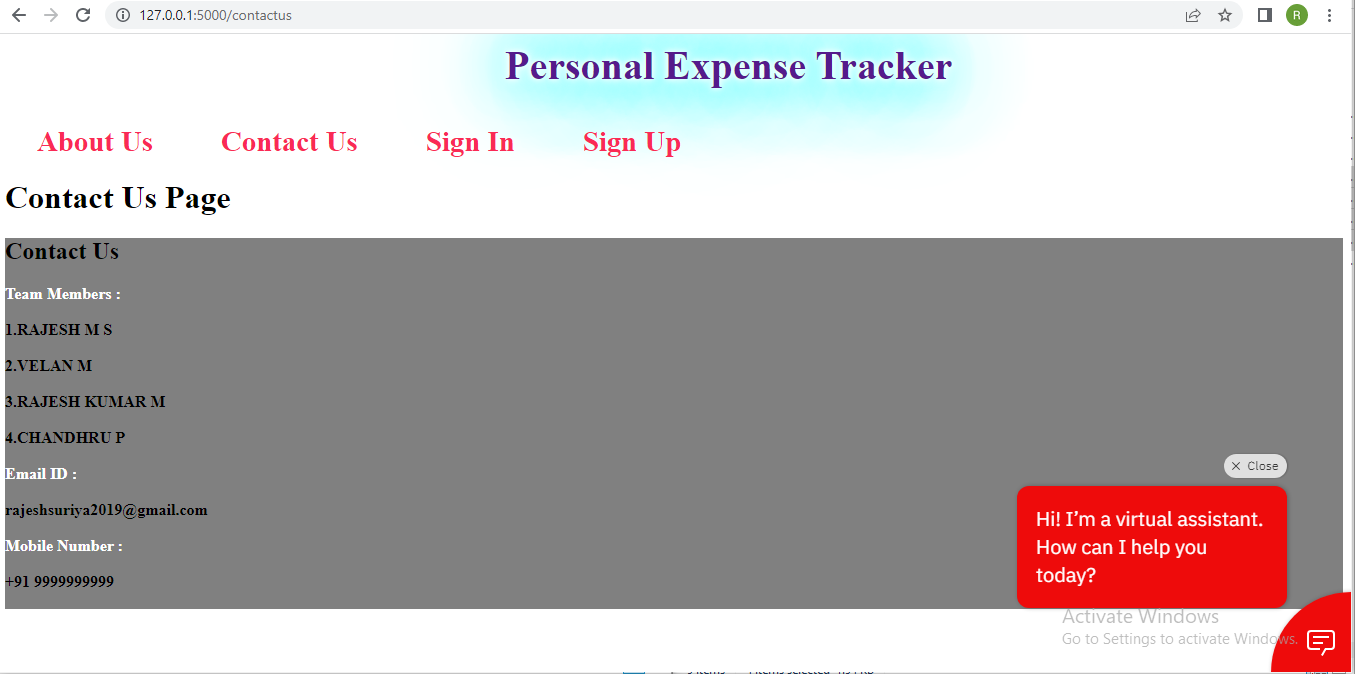 127.0.0.1:5000/contactus
R
Personal Expense Tracker
About Us Contact Us Sign In Sign Up
Contact Us Page
Contact Us
Team Members :
1.RAJESH M S
2.VELAN M
3.RAJESH KUMAR M
4.CHANDHRU P
Email ID :
rajeshsuriya2019@gmail.com
Mobile Number :
+91 9999999999
Close
Hi! I’m a virtual assistant.
How can I help you
today?
Activate Windows
Go to Settings to activate Windows.